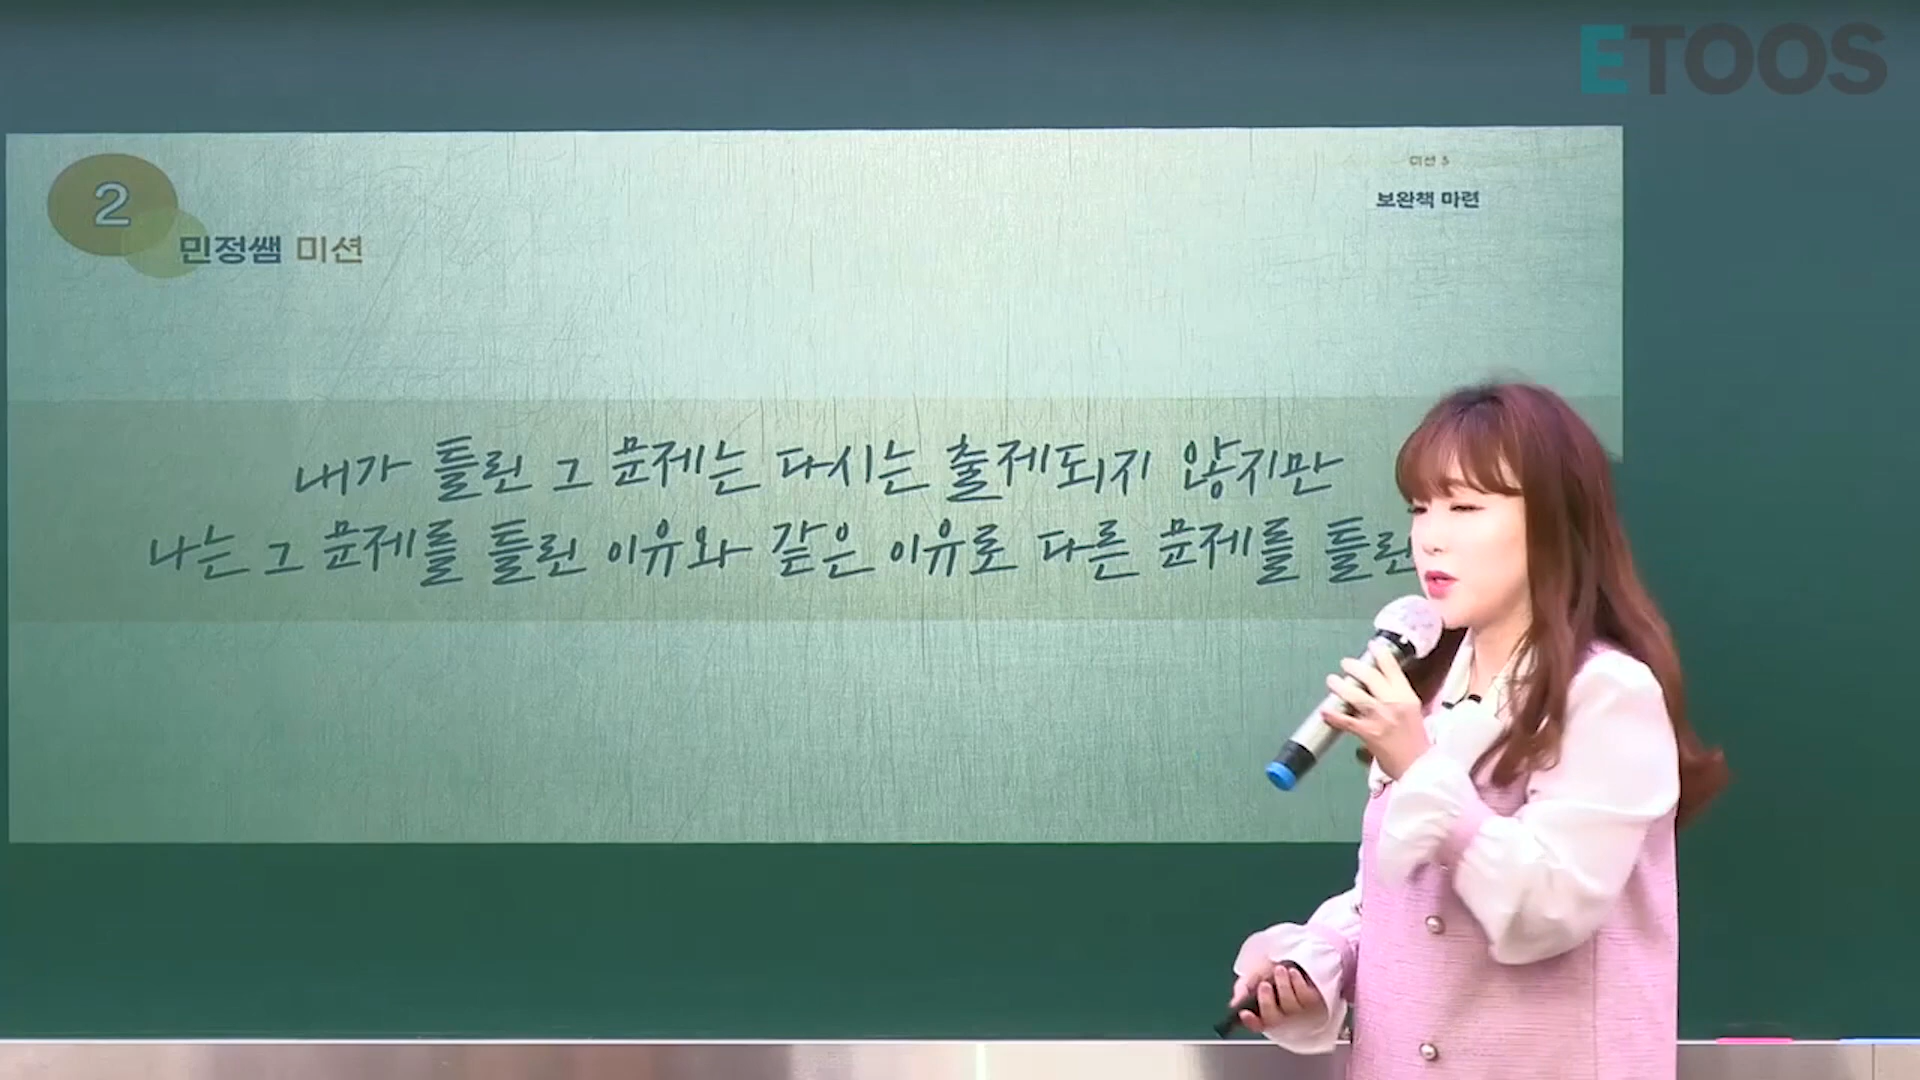 ETOOS
미션 5
보완책 마련
2
민정쌤 미션
내가 틀린 그 문제는 다시는 출제되지 않지만
나는 그 문제를 틀린 이유와 같은 이유로 다른 문제를 틀린